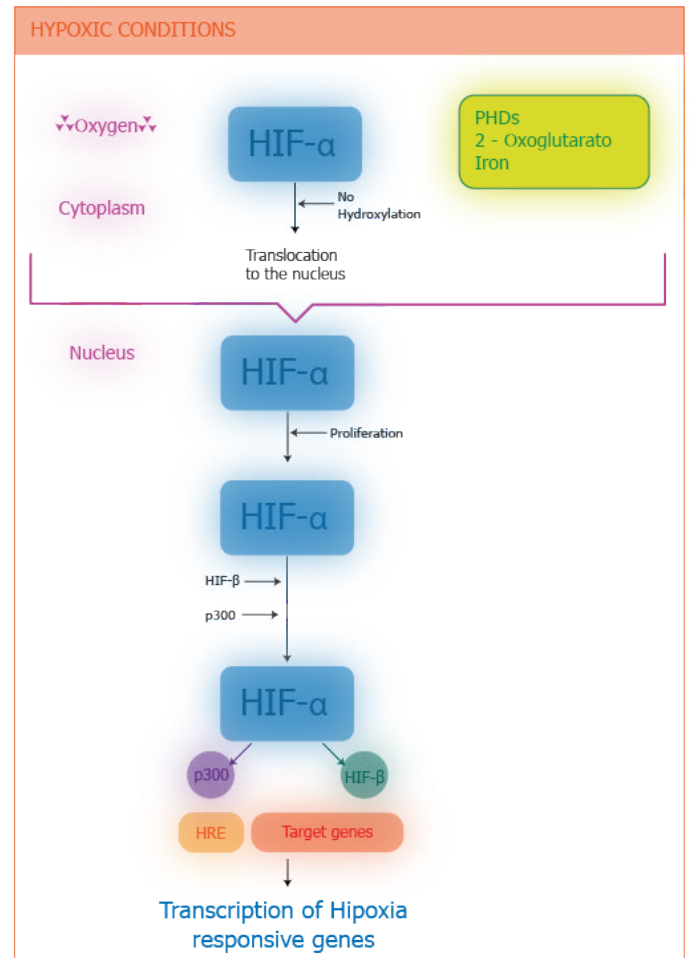 HYPOXIC CONDITIONS
Oxygen
HIF-α
PHDs
2 - Oxoglutarato
Iron
Cytoplasm
No
Hydroxylation
Translocation
to the nucleus
Nucleus
HIF-α
Proliferation
HIF-α
HIF-β
p300
HIF-α
p300
HIF-β
HRE
Target genes
Transcription of Hipoxia
responsive genes